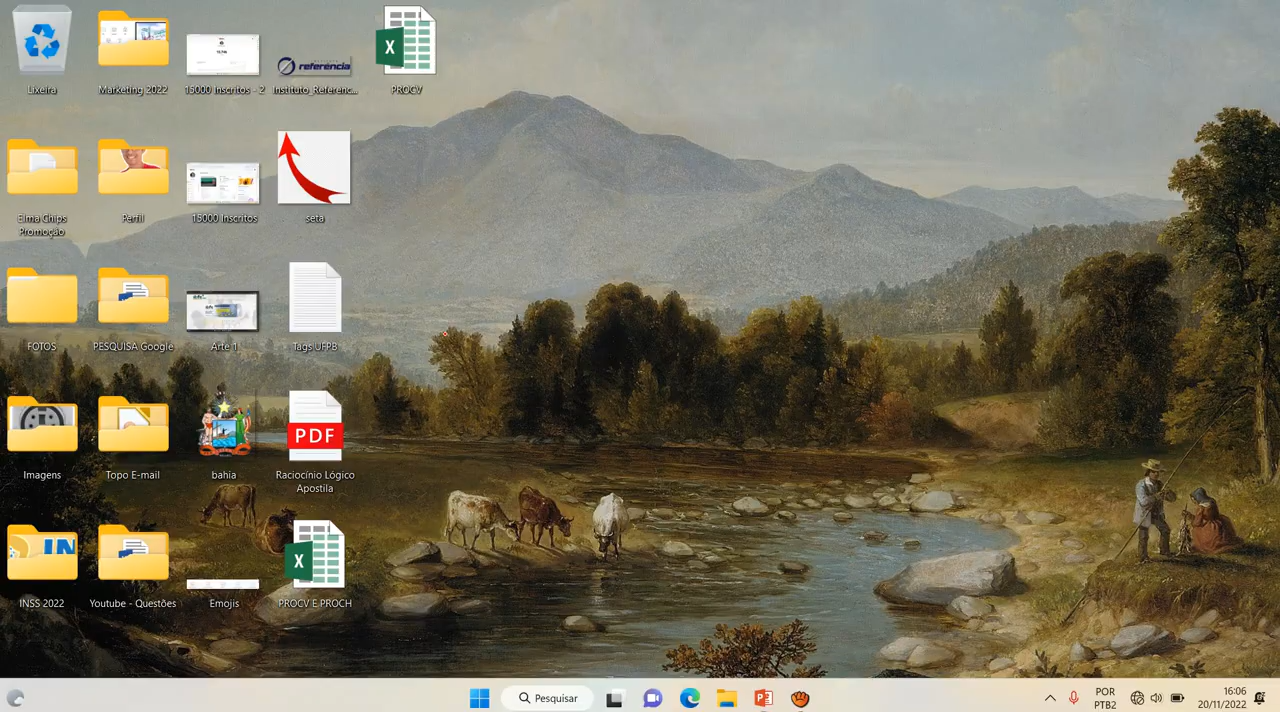 Lixeira
Marketing 2022
15000 Inscritos - 2
Instituto_Referenc...
PROCV
referência
X
Elma Chips
Promoção
Perfil
15000 Inscritos
seta
FOTOS
PESQUISA Google
Arte 1
Tags UFPB
Imagens
Topo E-mail
bahia
PDF
Raciocínio Lógico
Apostila
IN
X
INSS 2022
Youtube - Questões
Emojis
PROCV E PROCH
Pesquisar
POR
PTB2
16:06
20/11/2022